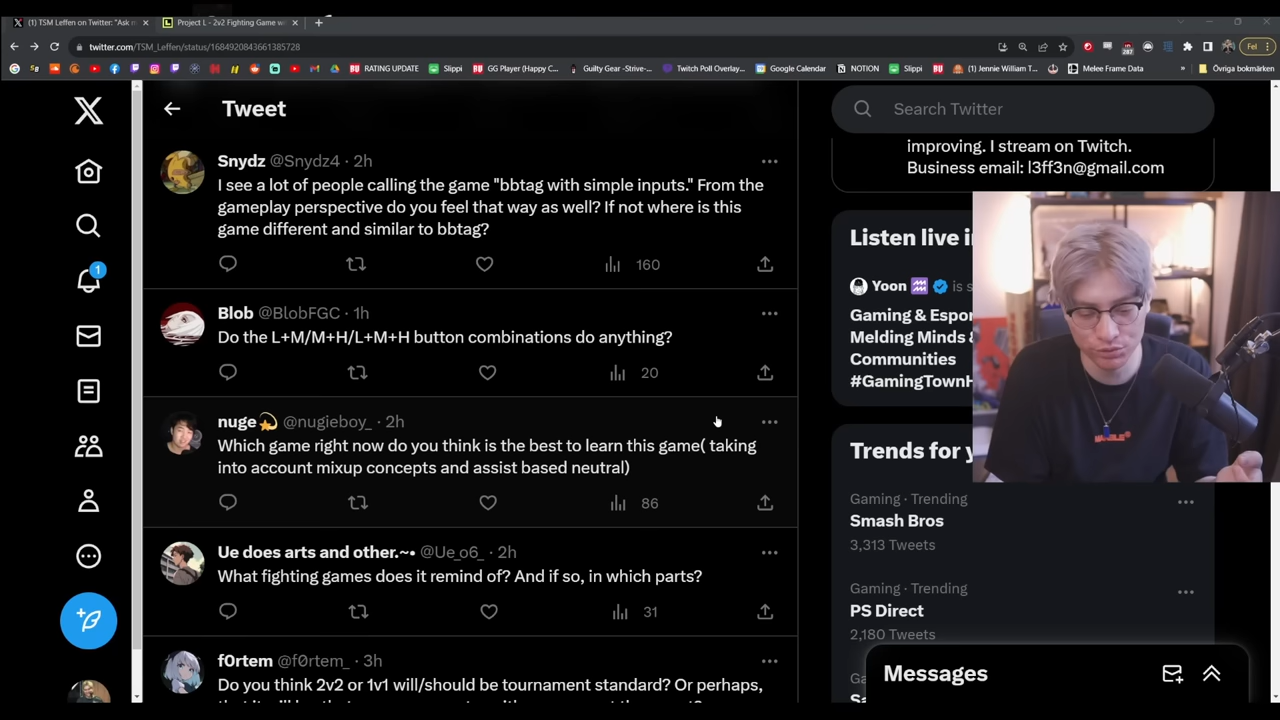 (1) TSM Leffen on Twitter: "Ask n
Project L - 2v2 Fighting Game w
twitter.com/TSM_Leffen/status/1684920843661385728
287
Fel
RATING UPDATE
Slippi
GG Player (Happy C...
Guilty Gear -Strive-...
Twitch Poll Overlay...
Google Calendar
NOTION
Slippi
(1) Jennie William T...
Melee Frame Data
Övriga bokmärken
Tweet
Search Twitter
improving. I stream on Twitch.
Business email: l3ff3n@gmail.com
Snydz @Snydz4 · 2h
I see a lot of people calling the game "bbtag with simple inputs." From the
gameplay perspective do you feel that way as well? If not where is this
game different and similar to bbtag?
160
Blob @BlobFGC · 1h
Do the L+M/M+H/L+M+H button combinations do anything?
20
nuge @nugieboy_ · 2h
Which game right now do you think is the best to learn this game( taking
into account mixup concepts and assist based neutral)
86
Ue does arts and other.~• @Ue_o6_ · 2h
What fighting games does it remind of? And if so, in which parts?
31
f0rtem @f0rtem_ · 3h
Do you think 2v2 or 1v1 will/should be tournament standard? Or perhaps,
1
Listen live i
Yoon is s
Gaming & Espor
Melding Minds &
Communities
#GamingTownH
Trends for y
Gaming · Trending
Smash Bros
3,313 Tweets
Gaming · Trending
PS Direct
2,180 Tweets
Messages